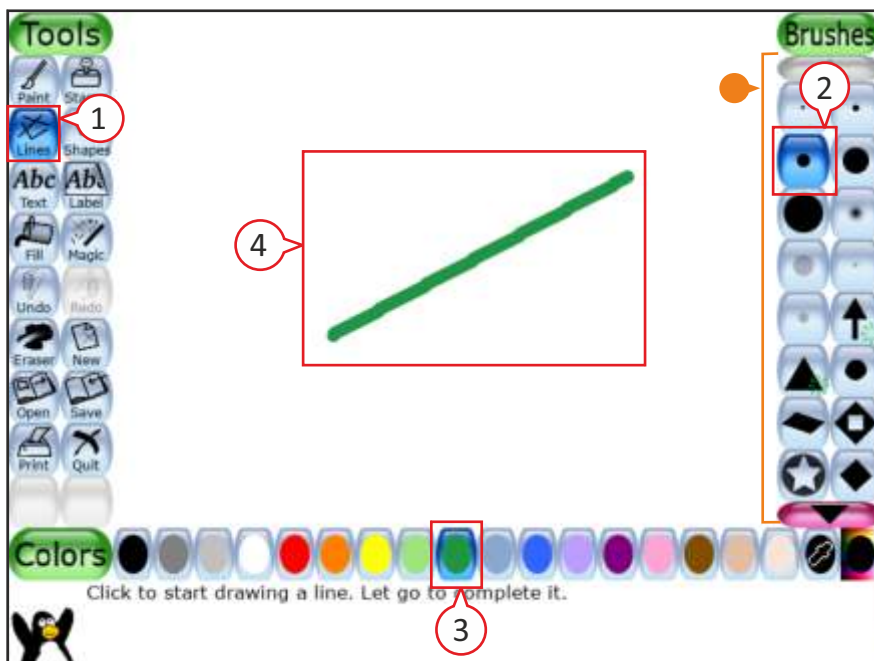 Tools
Brushes
Paint
1
2
Lines Shapes
Abc
Text Label
Fill Magic
4
Undo Redo
Eraser New
Open Save
Print Quit
Colors
Click to start drawing a line. Let go to complete it.
3